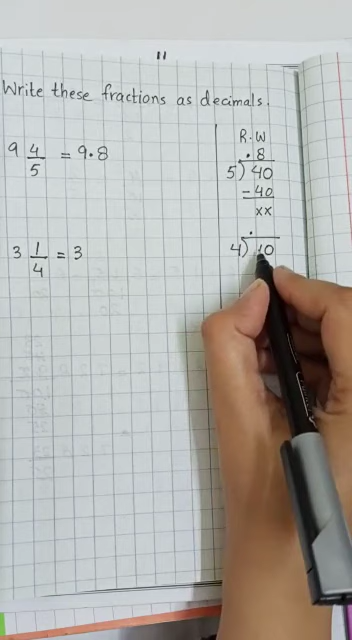 11
Write these fractions as decimals.
R.W
9 4/5 = 9.8
.8
5)40
-40
xx
3 1/4 = 3
.
4)10